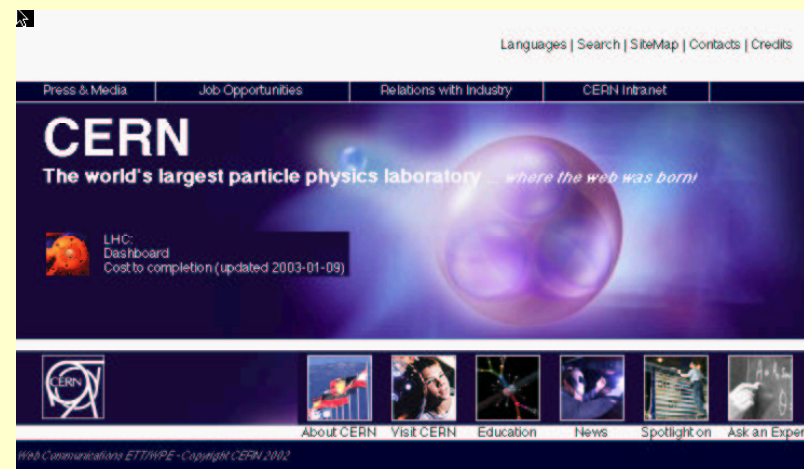 Languages | Search | SiteMap | Contacts | Credits
Press & Media Job Opportunities Relations with Industry CERN Intranet
CERN
The world's largest particle physics laboratory ... where the web was born!
LHC:
Dashboard
Cost to completion (updated 2003-01-09)
CERN
About CERN Visit CERN Education News Spotlight on Ask an Exper
Web Communications ETT/WPE - Copyright CERN 2002